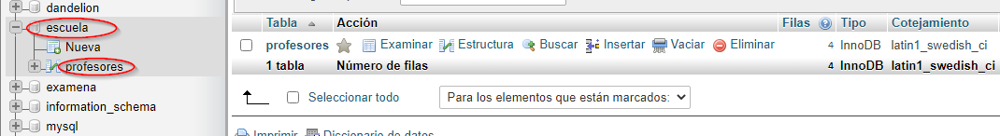 dandelion
escuela
Nueva
profesores
examena
information_schema
mysql
Tabla Acción Filas Tipo Cotejamiento
profesores Examinar Estructura Buscar Insertar Vaciar Eliminar 4 InnoDB latin1_swedish_ci
1 tabla Número de filas 4 InnoDB latin1_swedish_ci
Seleccionar todo Para los elementos que están marcados:
Imprimir Diccionario de datos